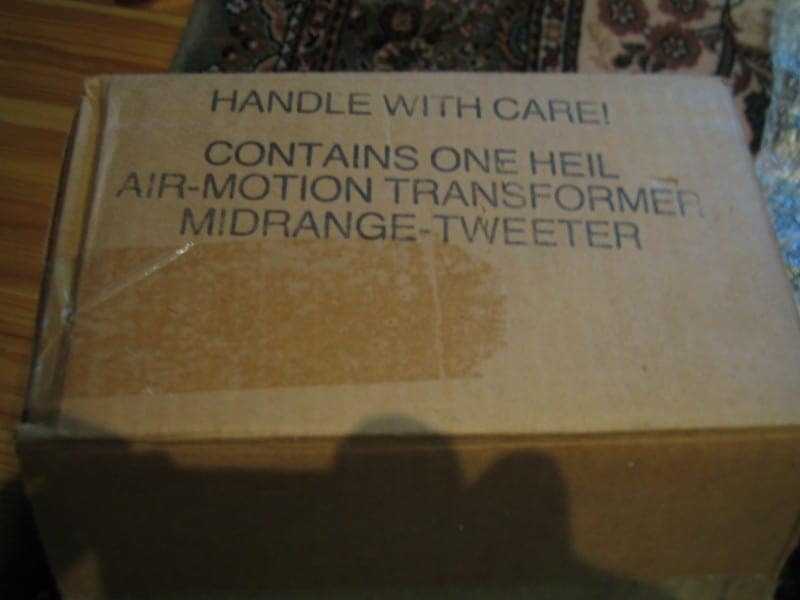 HANDLE WITH CARE!
CONTAINS ONE HEIL
AIR-MOTION TRANSFORMER
MIDRANGE-TWEETER